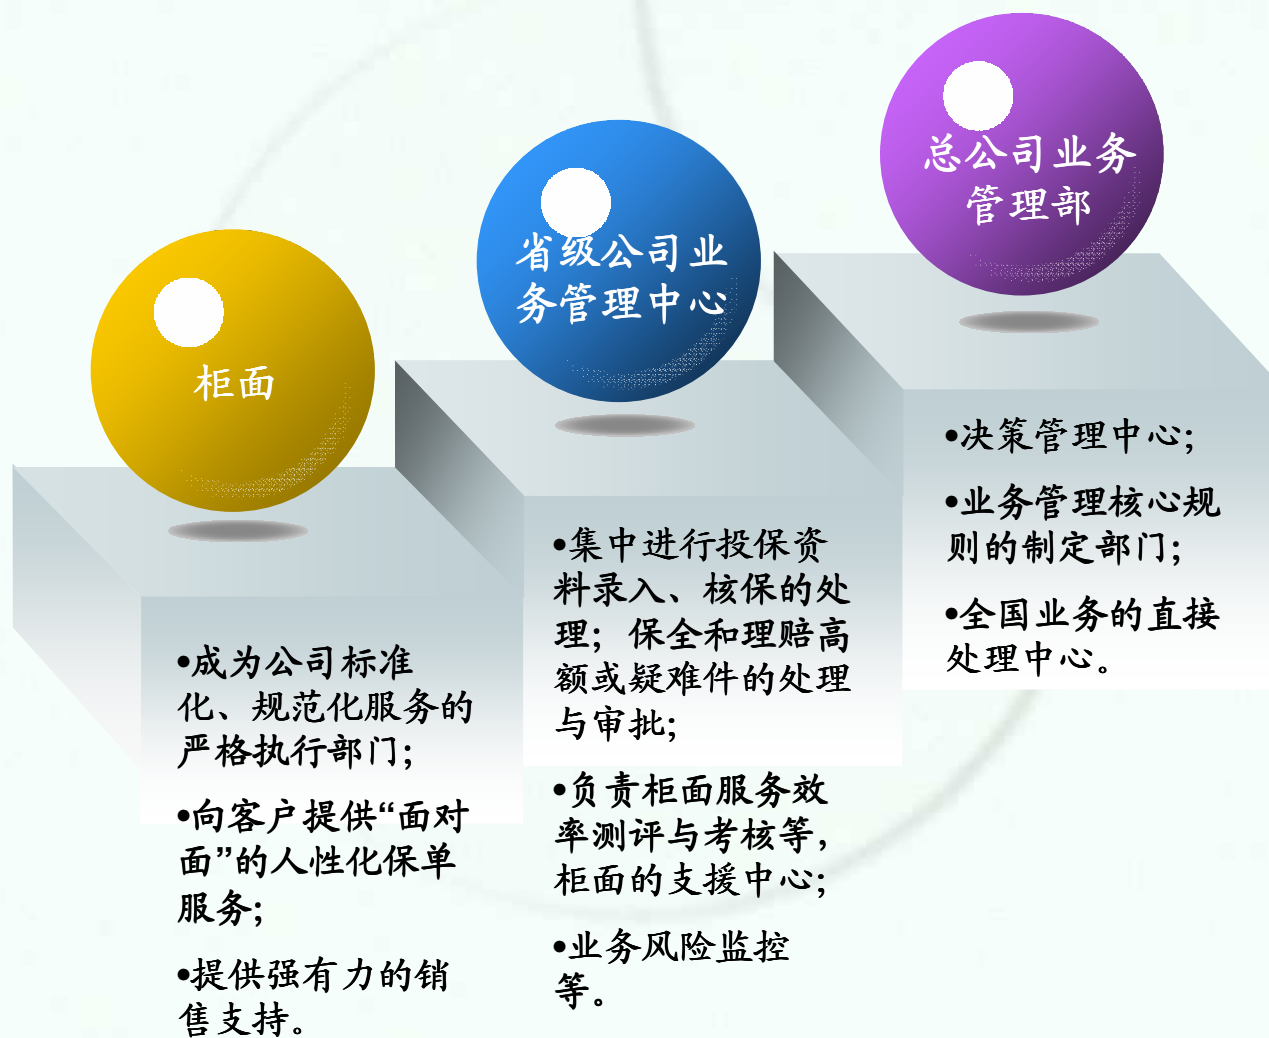 柜面
•成为公司标准
化、规范化服务的
严格执行部门；
•向客户提供“面对
面”的人性化保单
服务；
•提供强有力的销
售支持。
省级公司业
务管理中心
•集中进行投保资
料录入、核保的处
理；保全和理赔高
额或疑难件的处理
与审批；
•负责柜面服务效
率测评与考核等，
柜面的支援中心；
•业务风险监控
等。
总公司业务
管理部
•决策管理中心；
•业务管理核心规
则的制定部门；
•全国业务的直接
处理中心。